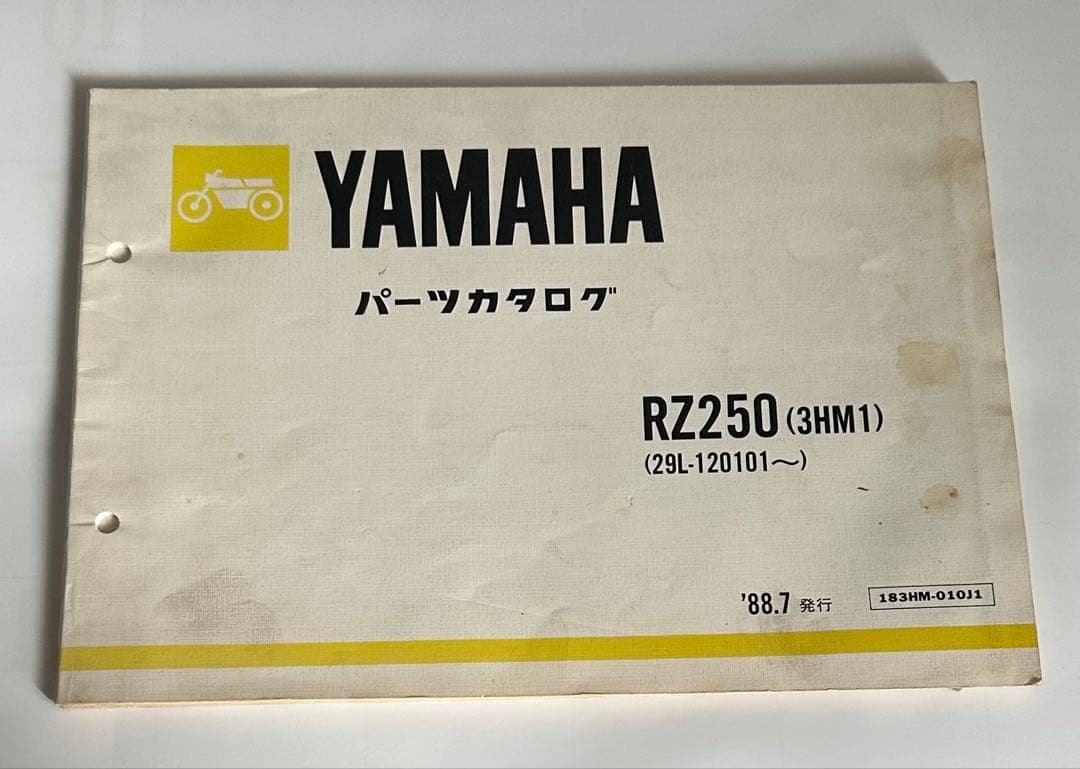 YAMAHA
パーツカタログ
RZ250 (3HM1)
(29L-120101〜)
'88.7 発行
183HM-010J1